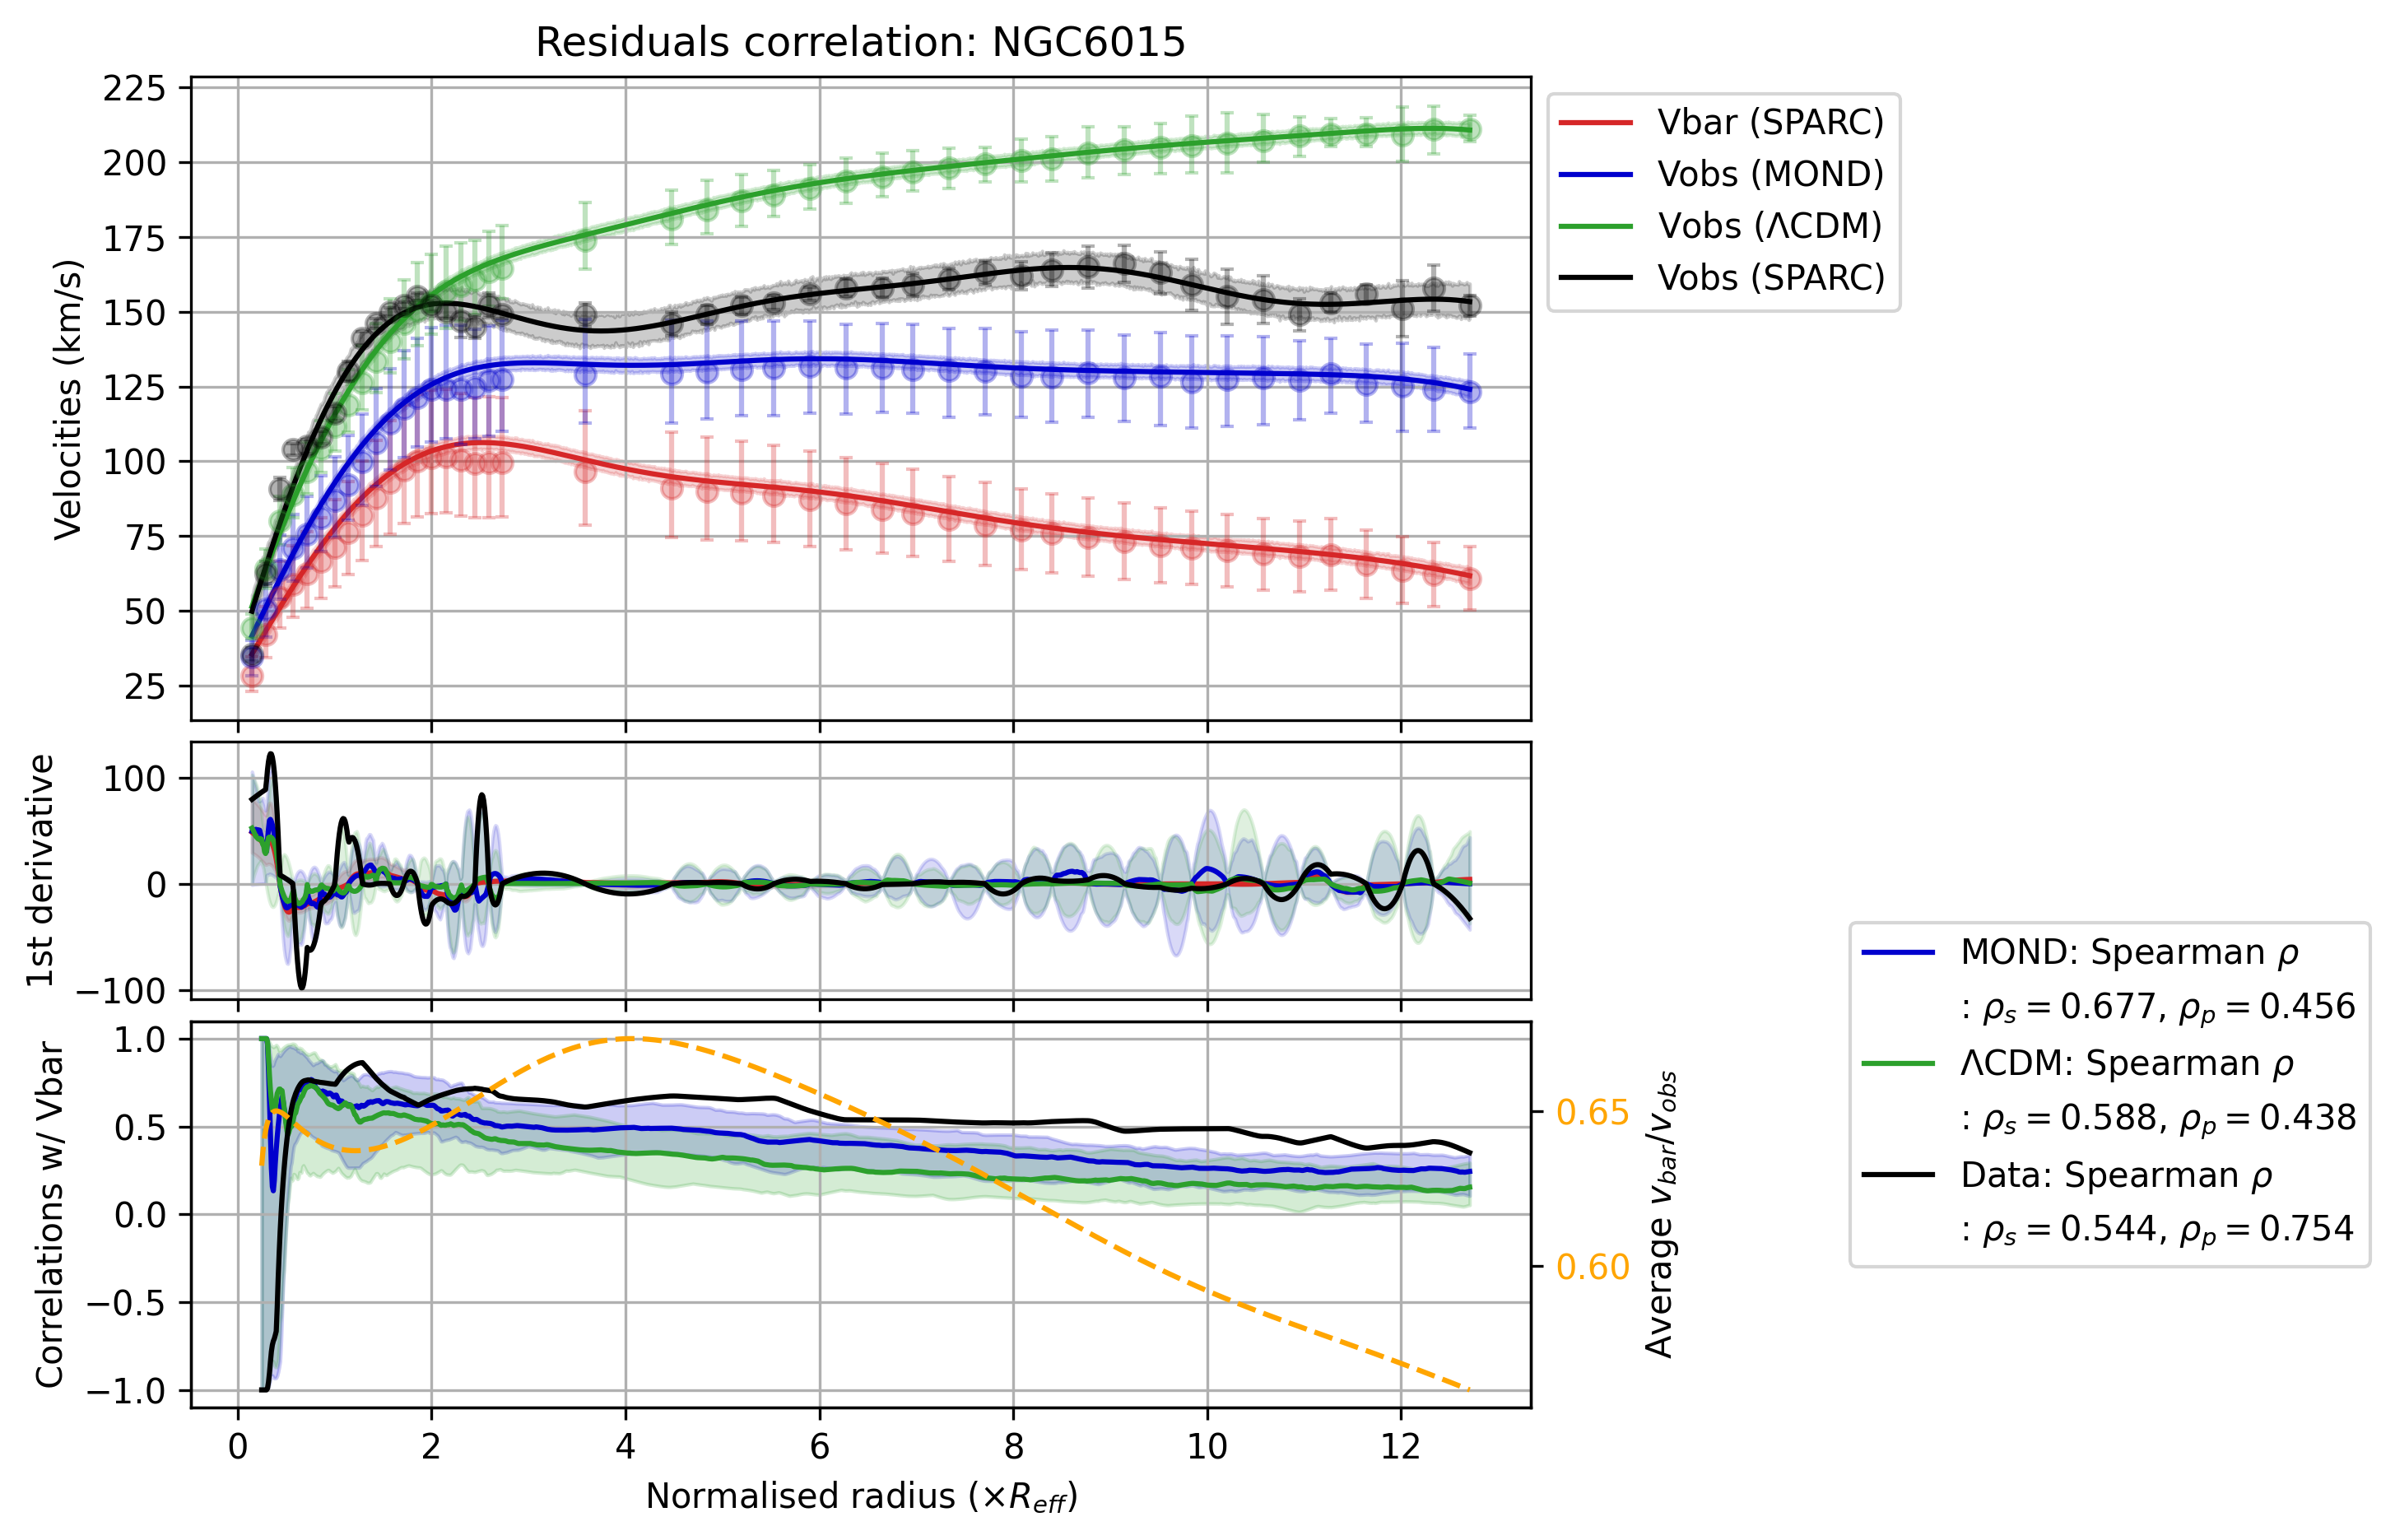 Residuals correlation: NGC6015
225
200
175
150
125
100
75
50
25
Velocities (km/s)
Vbar (SPARC)
Vobs (MOND)
Vobs (ΛCDM)
Vobs (SPARC)
100
0
−100
1st derivative
1.0
0.5
0.0
−0.5
−1.0
Correlations w/ Vbar
0.65
0.60
Average v_bar/v_obs
MOND: Spearman ρ
: ρ_s = 0.677, ρ_p = 0.456
ΛCDM: Spearman ρ
: ρ_s = 0.588, ρ_p = 0.438
Data: Spearman ρ
: ρ_s = 0.544, ρ_p = 0.754
0 2 4 6 8 10 12
Normalised radius (×R_eff)